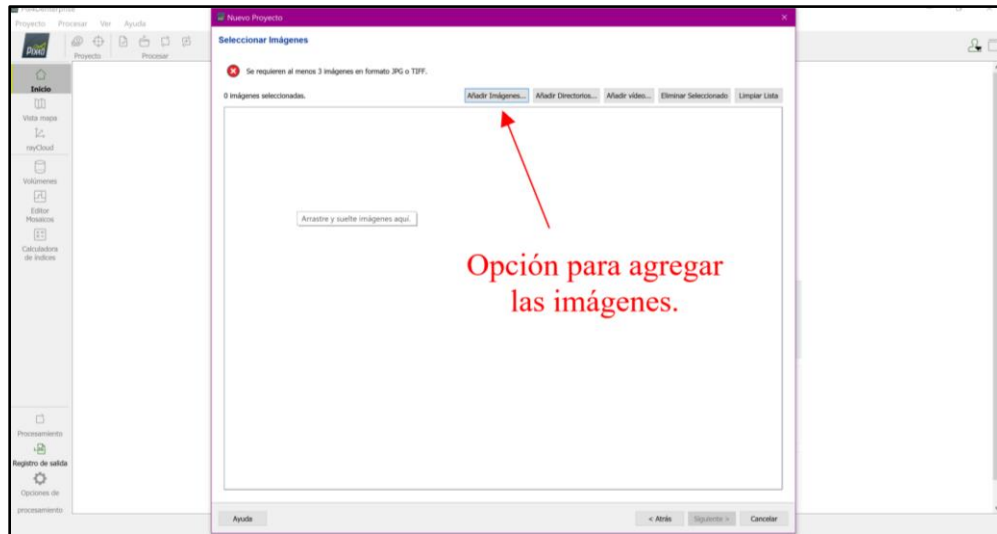 Nuevo Proyecto
Proyecto Procesar Ver Ayuda
Seleccionar Imágenes
Proyecto Procesar
Se requieren al menos 3 imágenes en formato JPG o TIFF.
0 imágenes seleccionadas.
Añadir Imágenes... Añadir Directorios... Añadir vídeo... Eliminar Seleccionado Limpiar Lista
Inicio
Vista mapa
rayCloud
Volúmenes
Editor
Mosaicos
Calculadora
de índices
Arrastre y suelte imágenes aquí.
Opción para agregar
las imágenes.
Procesamiento
Registro de salida
Opciones de
procesamiento
Ayuda < Atrás Siguiente > Cancelar